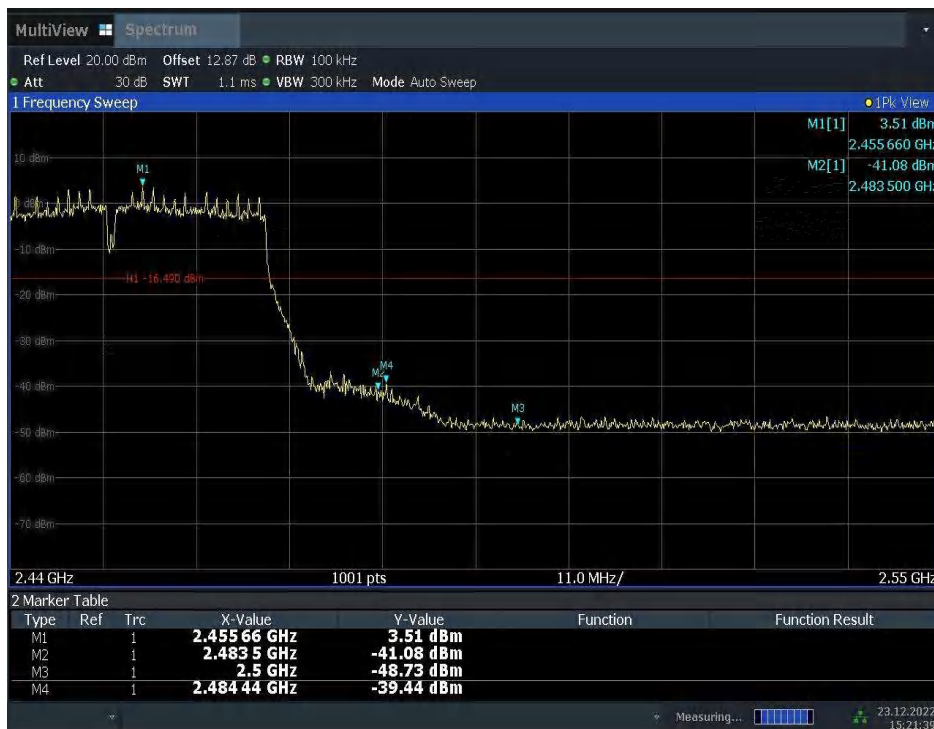 MultiView Spectrum
Ref Level 20.00 dBm Offset 12.87 dB RBW 100 kHz
Att 30 dB SWT 1.1 ms VBW 300 kHz Mode Auto Sweep
1 Frequency Sweep 1Pk View
M1[1] 3.51 dBm
2.455 660 GHz
10 dBm
M2[1] -41.08 dBm
M1
2.483 500 GHz
0 dBm
-10 dBm
H1 -16.490 dBm
-20 dBm
-30 dBm
M4
M2
-40 dBm
M3
-50 dBm
-60 dBm
-70 dBm
2.44 GHz 1001 pts 11.0 MHz/ 2.55 GHz
2 Marker Table
Type Ref Trc X-Value Y-Value Function Function Result
M1 1 2.455 66 GHz 3.51 dBm
M2 1 2.483 5 GHz -41.08 dBm
M3 1 2.5 GHz -48.73 dBm
M4 1 2.484 44 GHz -39.44 dBm
Measuring... 23.12.2022
15:21:39